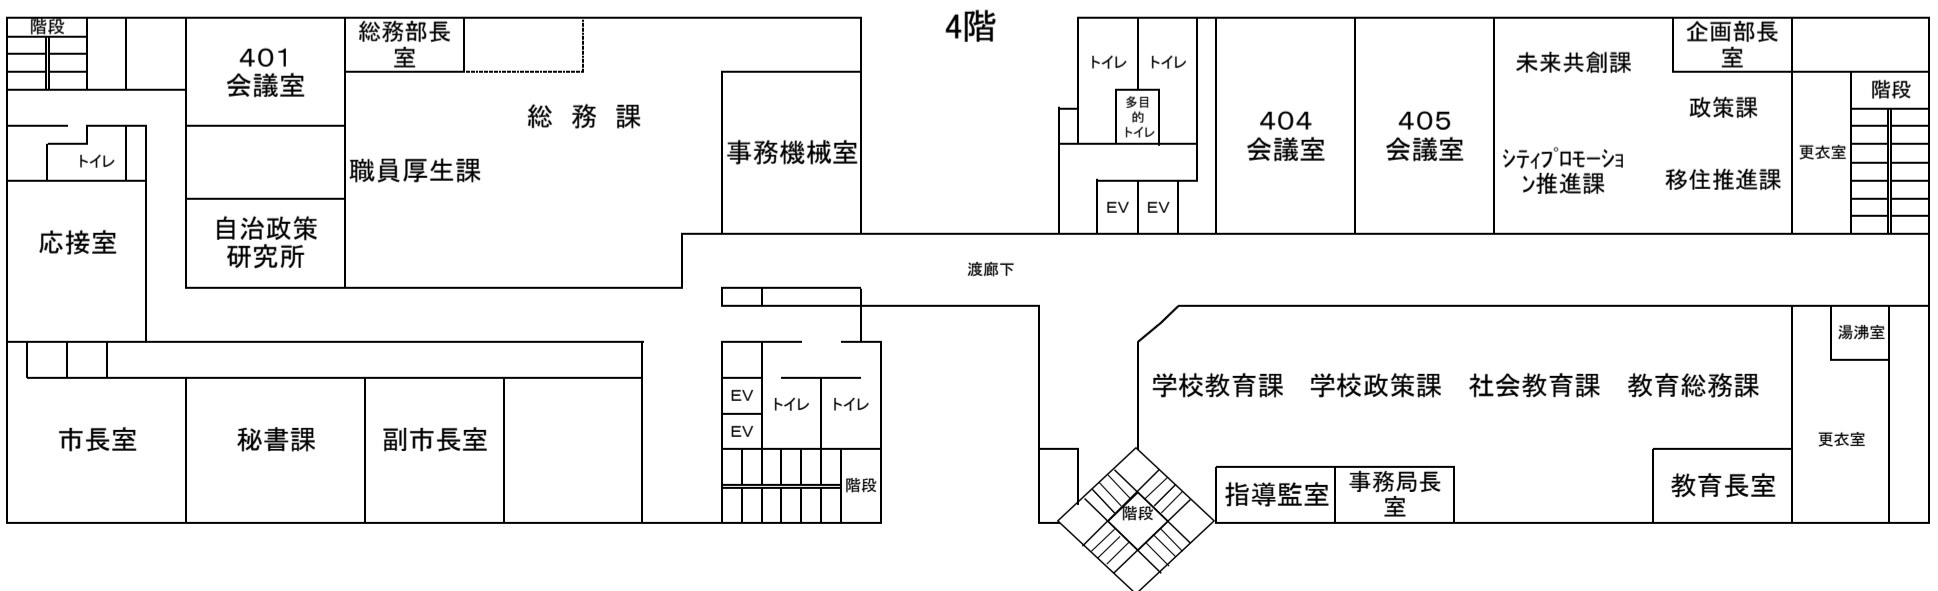 4階
階段
401
会議室
総務部長
室
総 務 課
職員厚生課
事務機械室
トイレ
応接室
自治政策
研究所
市長室
秘書課
副市長室
EV
EV
トイレ
トイレ
階段
渡廊下
トイレ
トイレ
多目
的
トイレ
EV
EV
404
会議室
405
会議室
未来共創課
企画部長
室
政策課
シティプロモーショ
ン推進課
移住推進課
更衣室
階段
学校教育課
学校政策課
社会教育課
教育総務課
湯沸室
更衣室
階段
指導監室
事務局長
室
教育長室